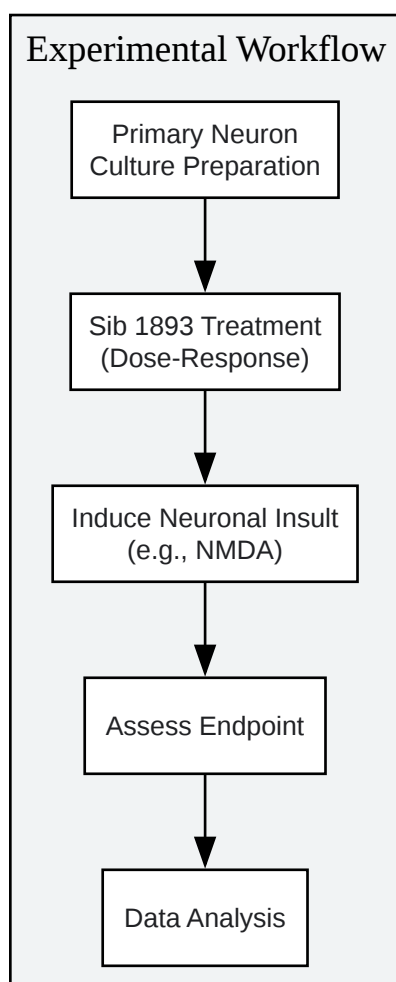 Experimental Workflow
Primary Neuron
Culture Preparation
Sib 1893 Treatment
(Dose-Response)
Induce Neuronal Insult
(e.g., NMDA)
Assess Endpoint
Data Analysis